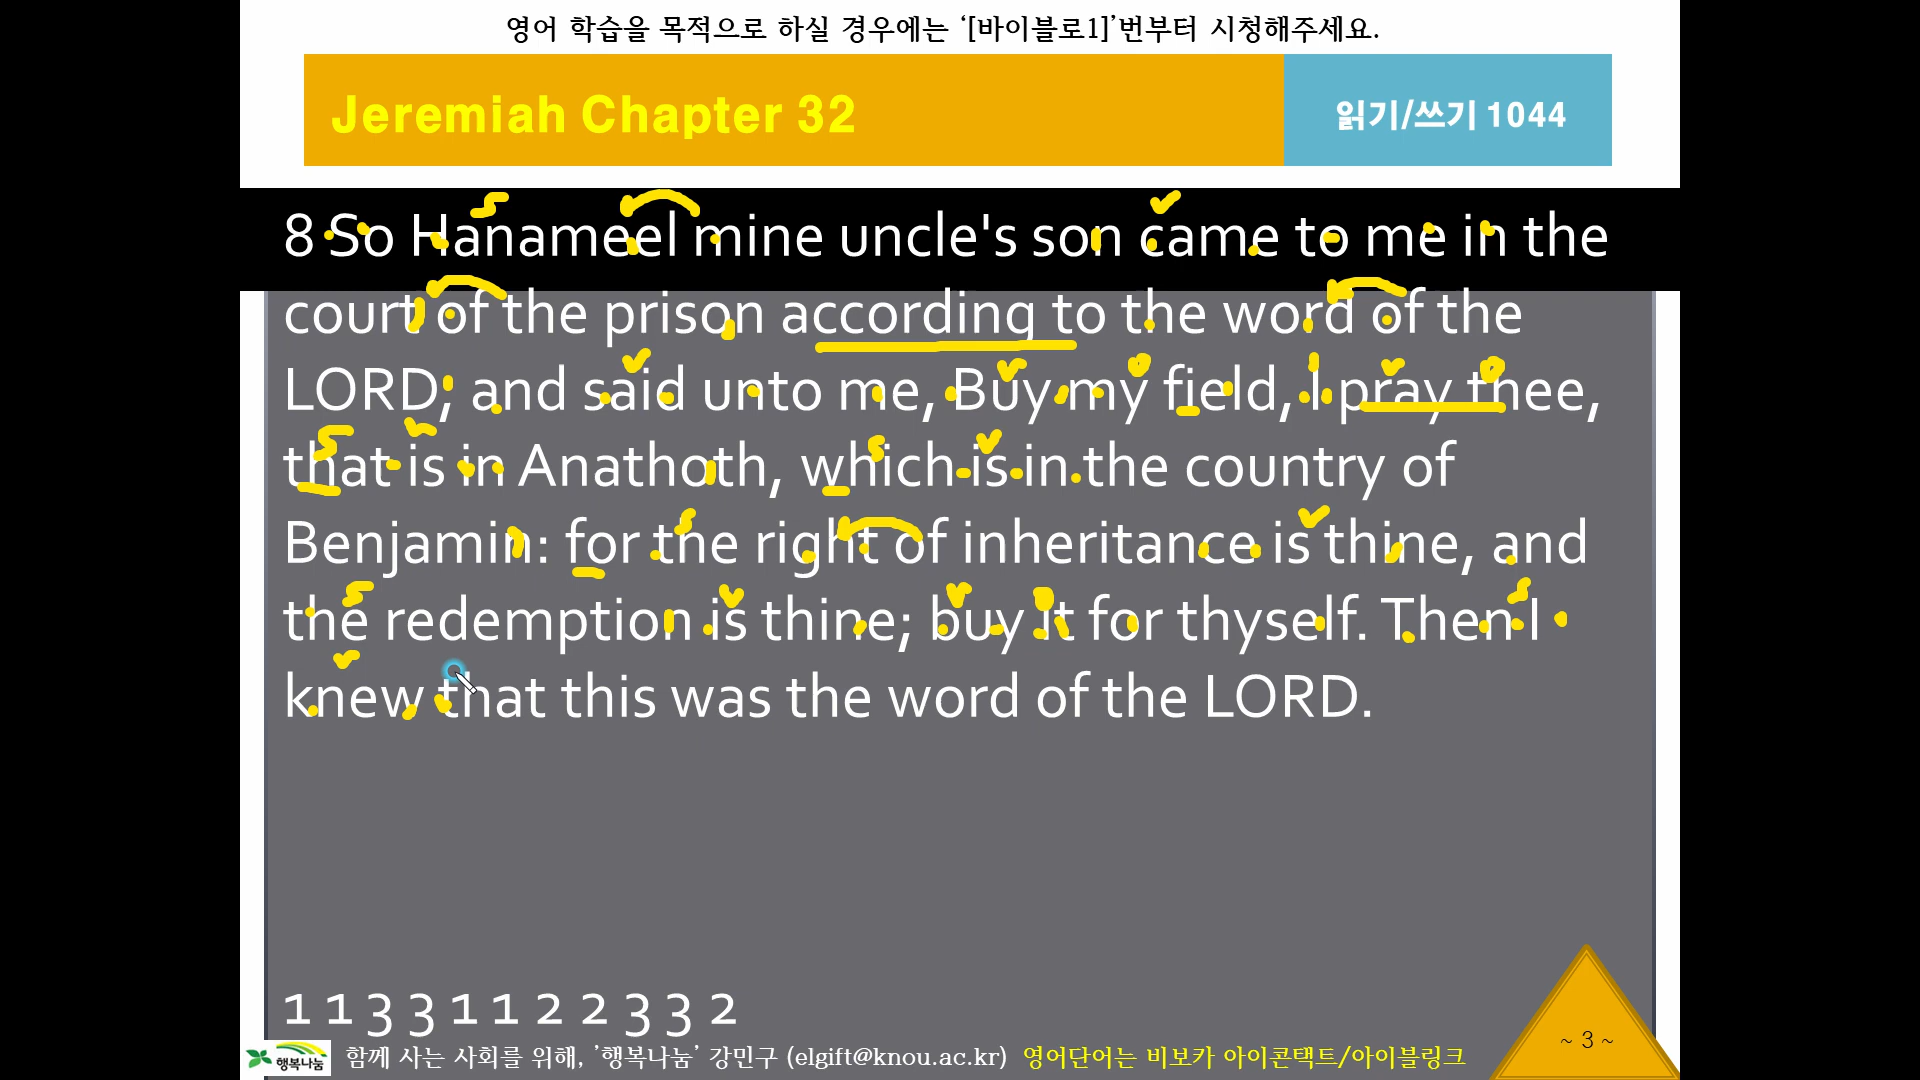 영어 학습을 목적으로 하실 경우에는 ‘[바이블로1]’번부터 시청해주세요.
Jeremiah Chapter 32
읽기/쓰기 1044
8 So Hanameel mine uncle's son came to me in the
court of the prison according to the word of the
LORD; and said unto me, Buy my field, I pray thee,
that is in Anathoth, which is in the country of
Benjamin: for the right of inheritance is thine, and
the redemption is thine; buy it for thyself. Then I
knew that this was the word of the LORD.
1 1 3 3 1 1 2 2 3 3 2
~ 3 ~
행복나눔
함께 사는 사회를 위해, ’행복나눔’ 강민구 (elgift@knou.ac.kr) 영어단어는 비보카 아이콘택트/아이블링크